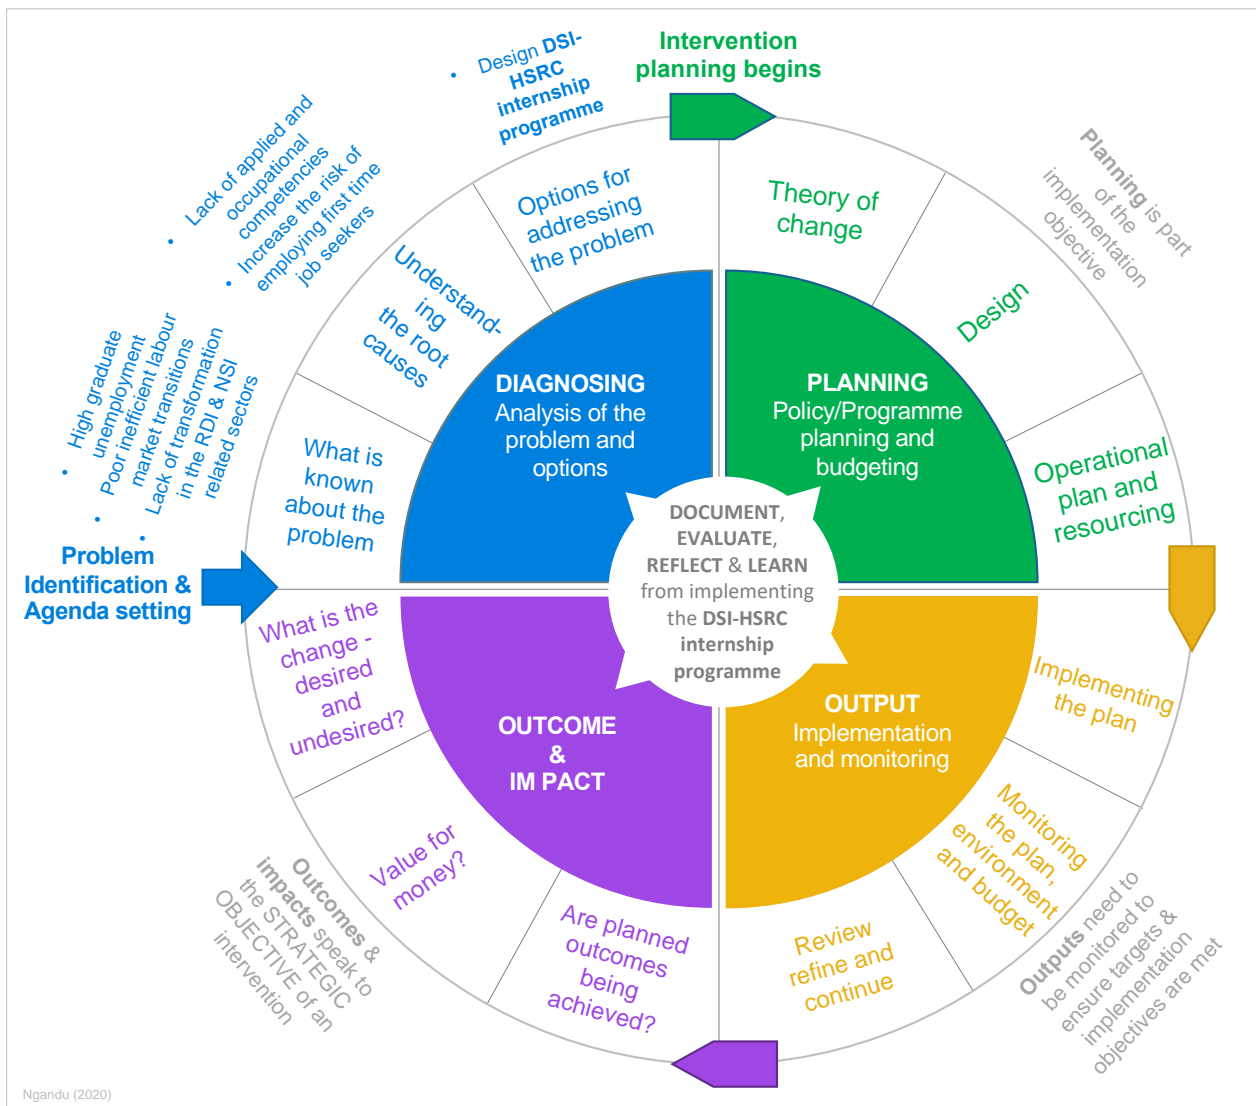 Problem
Identification &
Agenda setting
• High graduate
unemployment
• Poor inefficient labour
market transitions
• Lack of transformation
in the RDI & NSI
related sectors
• Lack of applied and
occupational
competencies
• Increase the risk of
employing first time
job seekers
• Design DSI-
HSRC
internship
programme
Intervention
planning begins
What is
known
about the
problem
Understand-
ing
the root
causes
Options for
addressing
the problem
DIAGNOSING
Analysis of the
problem and
options
Theory of
change
Design
Operational
plan and
resourcing
PLANNING
Policy/Programme
planning and
budgeting
Planning is part
of the
implementation
objective
DOCUMENT,
EVALUATE,
REFLECT & LEARN
from implementing
the DSI-HSRC
internship
programme
OUTPUT
Implementation
and monitoring
Implementing
the plan
Monitoring
the plan,
environment
and budget
Review
refine and
continue
Outputs need to
be monitored to
ensure targets &
implementation
objectives are met
OUTCOME
&
IM PACT
Are planned
outcomes
being
achieved?
Value for
money?
What is the
change -
desired
and
undesired?
Outcomes &
impacts speak to
the STRATEGIC
OBJECTIVE of an
intervention
Ngandu (2020)